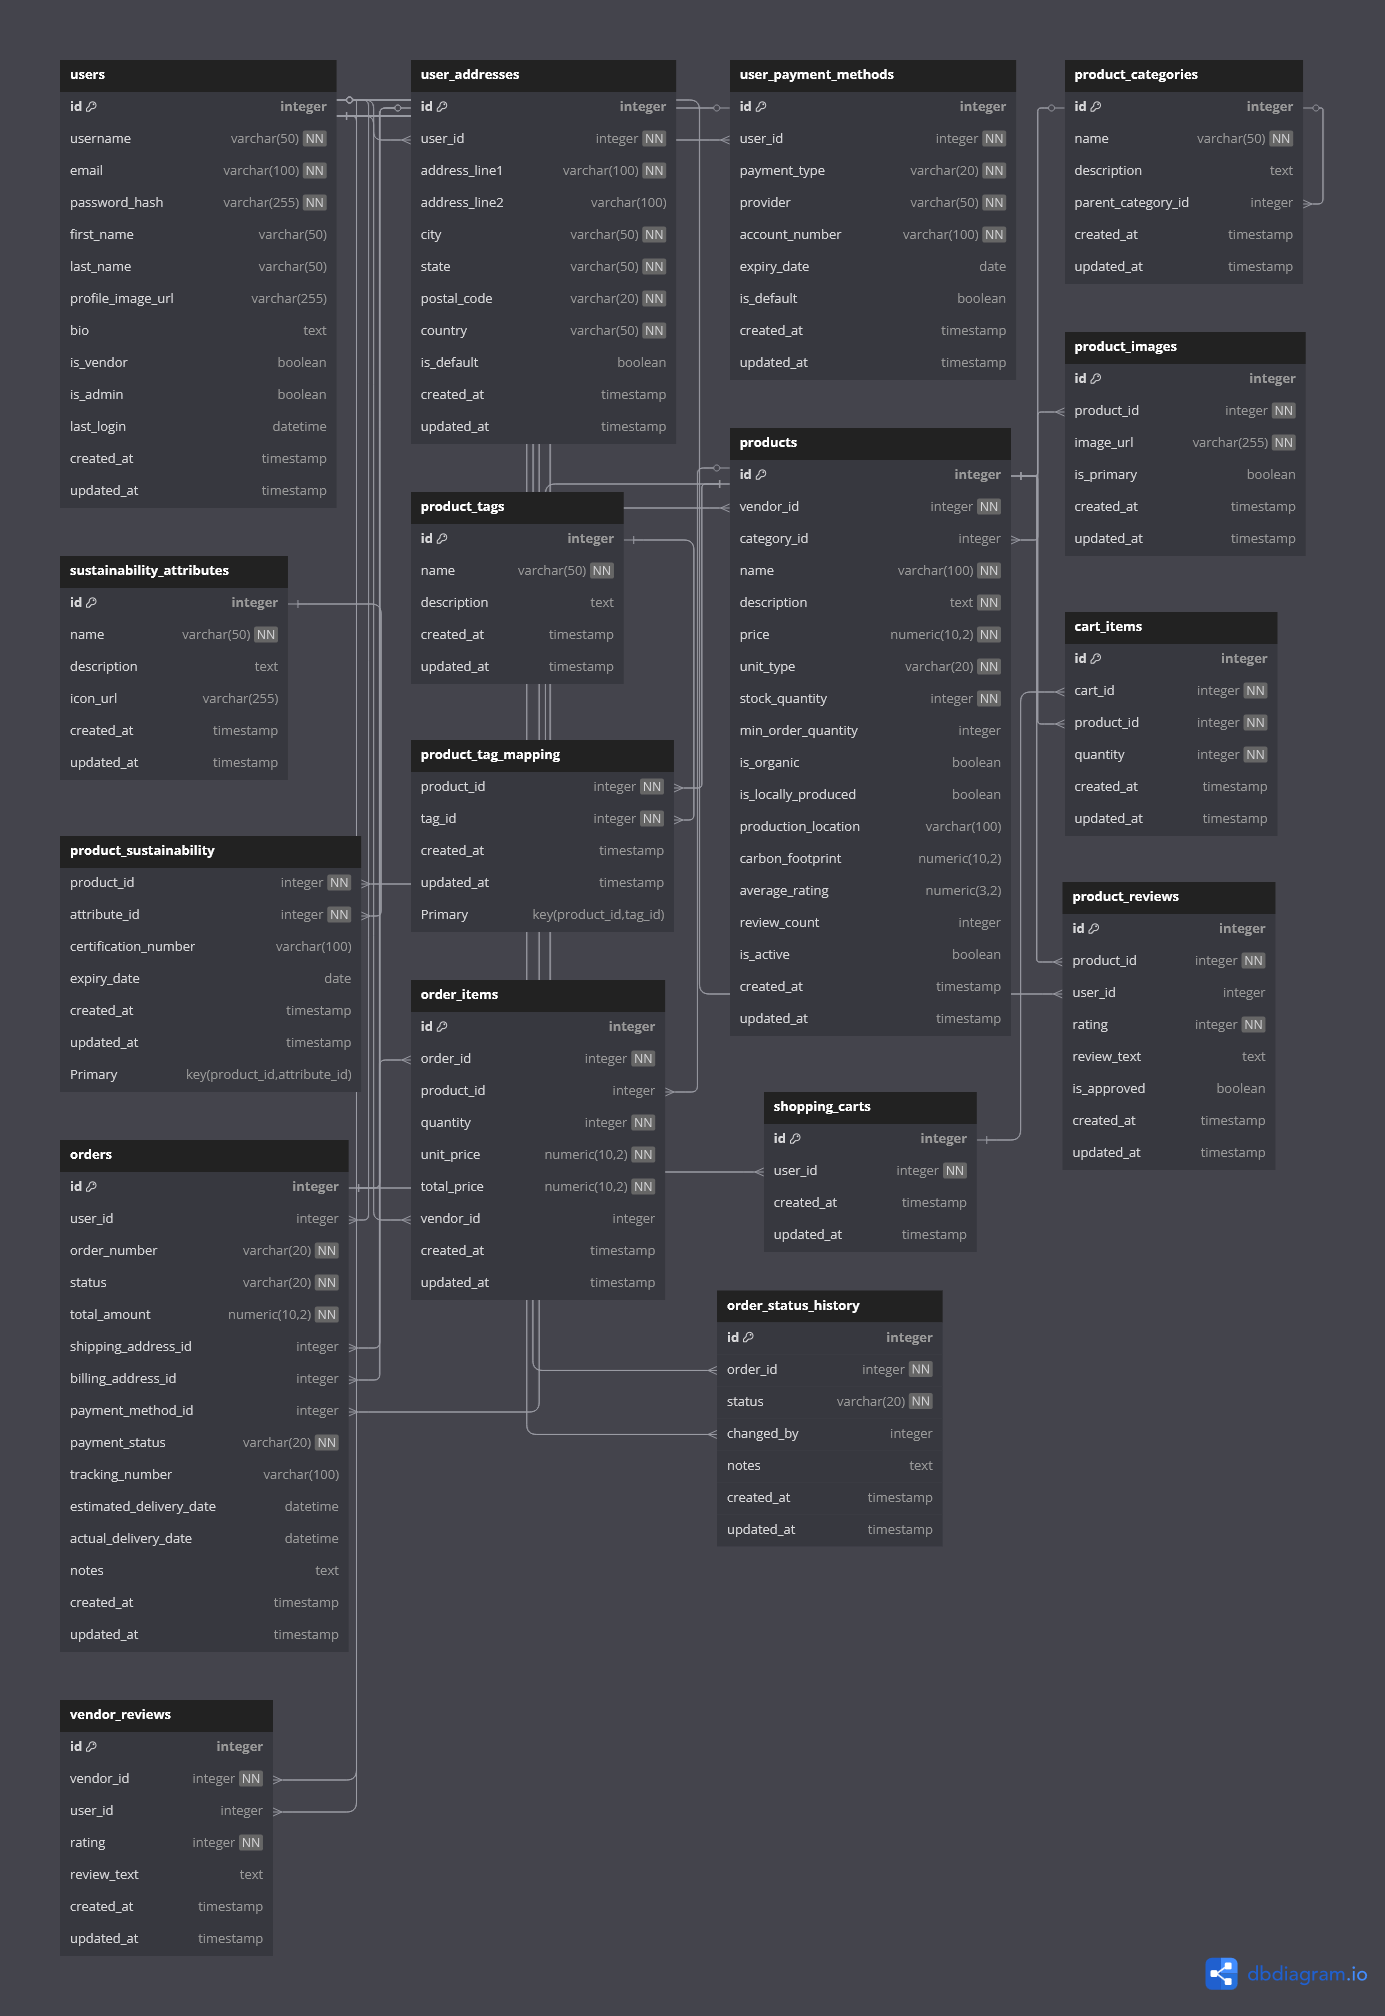 users
id integer
username varchar(50) NN
email varchar(100) NN
password_hash varchar(255) NN
first_name varchar(50)
last_name varchar(50)
profile_image_url varchar(255)
bio text
is_vendor boolean
is_admin boolean
last_login datetime
created_at timestamp
updated_at timestamp
user_addresses
id integer
user_id integer NN
address_line1 varchar(100) NN
address_line2 varchar(100)
city varchar(50) NN
state varchar(50) NN
postal_code varchar(20) NN
country varchar(50) NN
is_default boolean
created_at timestamp
updated_at timestamp
user_payment_methods
id integer
user_id integer NN
payment_type varchar(20) NN
provider varchar(50) NN
account_number varchar(100) NN
expiry_date date
is_default boolean
created_at timestamp
updated_at timestamp
product_categories
id integer
name varchar(50) NN
description text
parent_category_id integer
created_at timestamp
updated_at timestamp
product_images
id integer
product_id integer NN
image_url varchar(255) NN
is_primary boolean
created_at timestamp
updated_at timestamp
products
id integer
vendor_id integer NN
category_id integer
name varchar(100) NN
description text NN
price numeric(10,2) NN
unit_type varchar(20) NN
stock_quantity integer NN
min_order_quantity integer
is_organic boolean
is_locally_produced boolean
production_location varchar(100)
carbon_footprint numeric(10,2)
average_rating numeric(3,2)
review_count integer
is_active boolean
created_at timestamp
updated_at timestamp
product_tags
id integer
name varchar(50) NN
description text
created_at timestamp
updated_at timestamp
sustainability_attributes
id integer
name varchar(50) NN
description text
icon_url varchar(255)
created_at timestamp
updated_at timestamp
cart_items
id integer
cart_id integer NN
product_id integer NN
quantity integer NN
created_at timestamp
updated_at timestamp
product_tag_mapping
product_id integer NN
tag_id integer NN
created_at timestamp
updated_at timestamp
Primary key(product_id,tag_id)
product_sustainability
product_id integer NN
attribute_id integer NN
certification_number varchar(100)
expiry_date date
created_at timestamp
updated_at timestamp
Primary key(product_id,attribute_id)
product_reviews
id integer
product_id integer NN
user_id integer
rating integer NN
review_text text
is_approved boolean
created_at timestamp
updated_at timestamp
order_items
id integer
order_id integer NN
product_id integer
quantity integer NN
unit_price numeric(10,2) NN
total_price numeric(10,2) NN
vendor_id integer
created_at timestamp
updated_at timestamp
shopping_carts
id integer
user_id integer NN
created_at timestamp
updated_at timestamp
orders
id integer
user_id integer
order_number varchar(20) NN
status varchar(20) NN
total_amount numeric(10,2) NN
shipping_address_id integer
billing_address_id integer
payment_method_id integer
payment_status varchar(20) NN
tracking_number varchar(100)
estimated_delivery_date datetime
actual_delivery_date datetime
notes text
created_at timestamp
updated_at timestamp
order_status_history
id integer
order_id integer NN
status varchar(20) NN
changed_by integer
notes text
created_at timestamp
updated_at timestamp
vendor_reviews
id integer
vendor_id integer NN
user_id integer
rating integer NN
review_text text
created_at timestamp
updated_at timestamp
dbdiagram.io